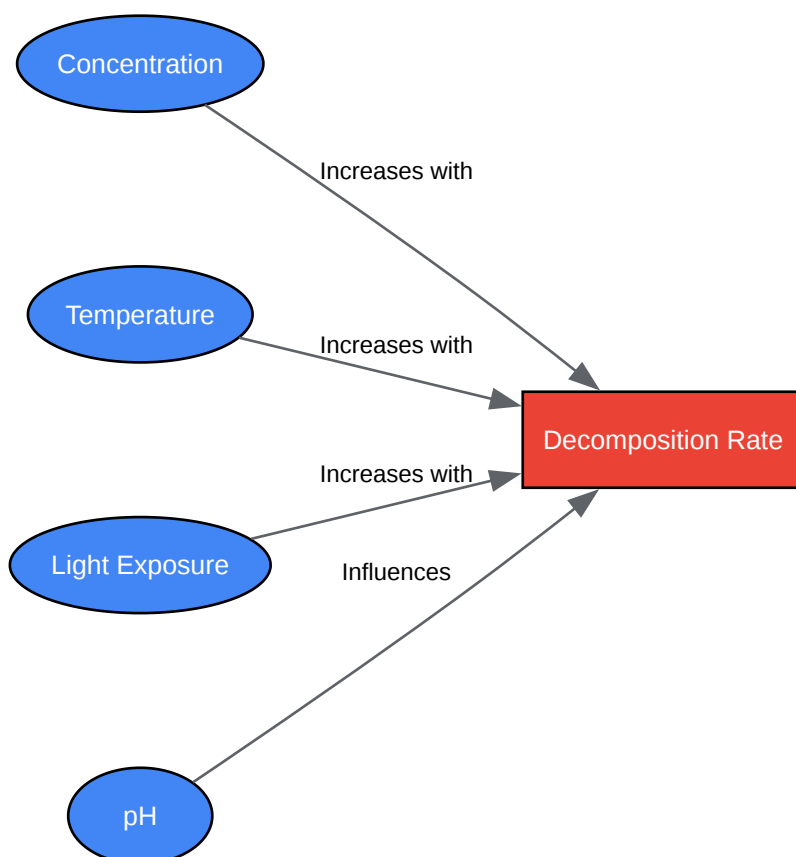 Concentration
Increases with
Temperature
Increases with
Decomposition Rate
Increases with
Light Exposure
Influences
pH